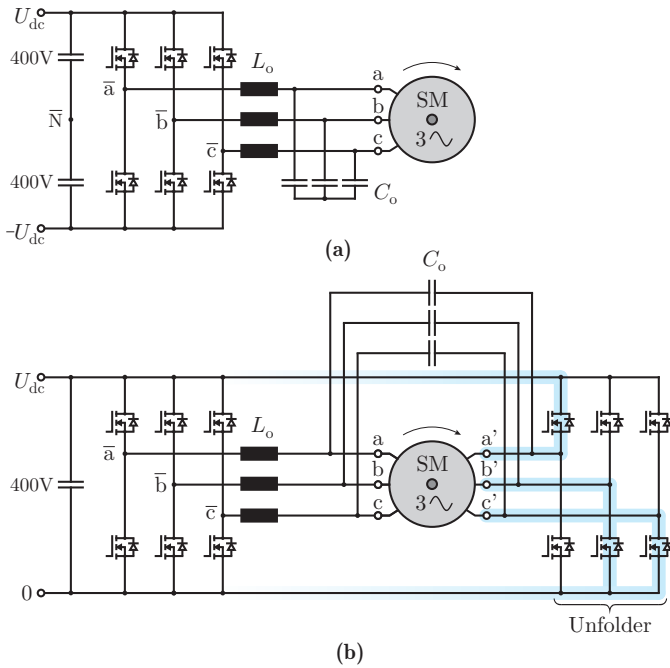 U_dc
400V
a̅
L_o
a
b
c
SM
3
N̅
b̅
c̅
400V
C_o
-U_dc
(a)
C_o
U_dc
L_o
a̅
400V
b̅
c̅
a
b
c
SM
3
a'
b'
c'
0
Unfolder
(b)